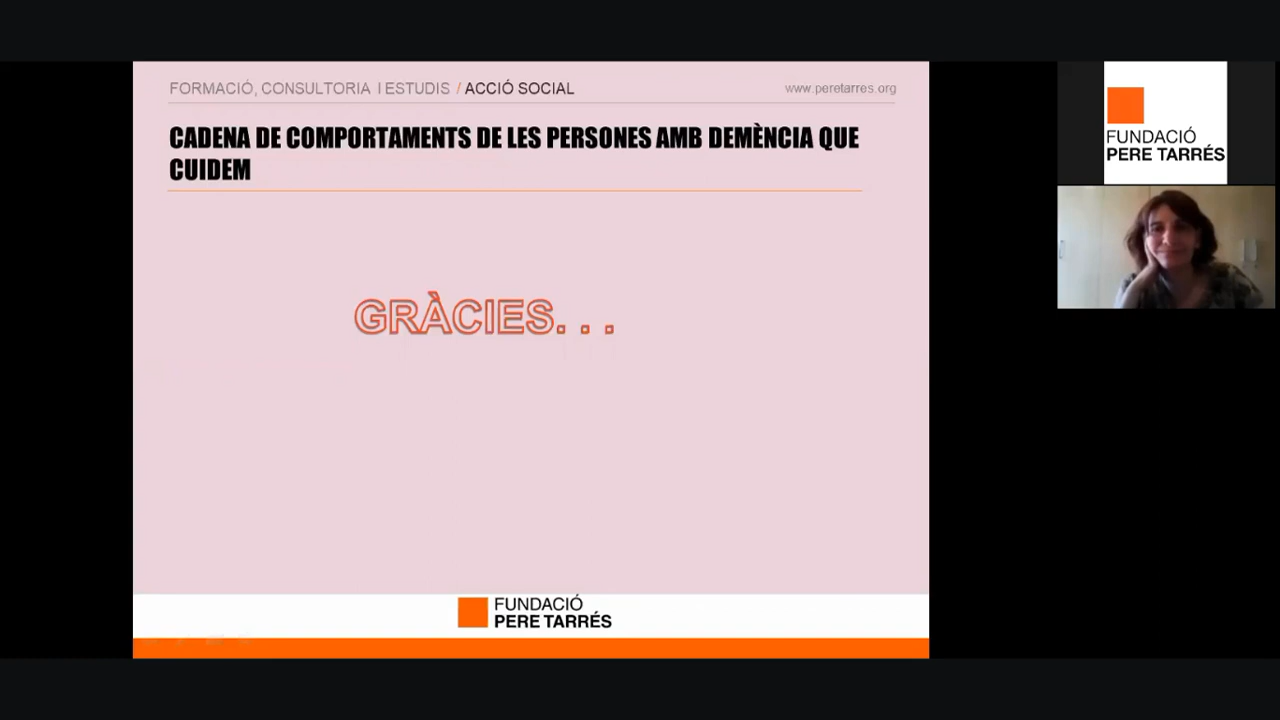 FORMACIÓ, CONSULTORIA I ESTUDIS / ACCIÓ SOCIAL
www.peretarres.org
CADENA DE COMPORTAMENTS DE LES PERSONES AMB DEMÈNCIA QUE
CUIDEM
GRÀCIES. . .
FUNDACIÓ
PERE TARRÉS
FUNDACIÓ
PERE TARRÉS